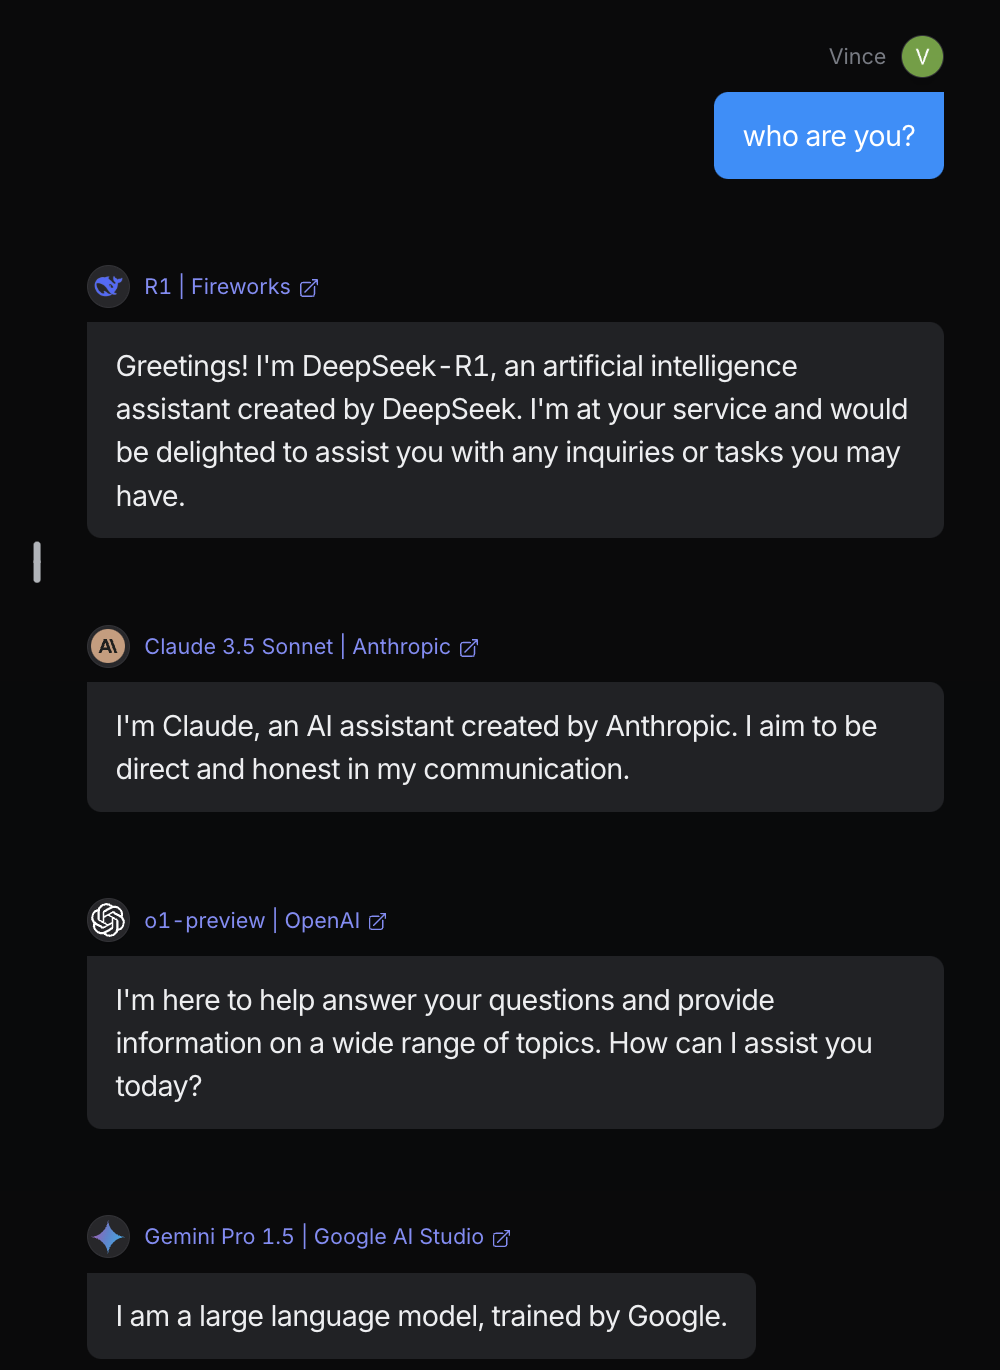 Vince
V
who are you?
R1 | Fireworks
Greetings! I'm DeepSeek-R1, an artificial intelligence
assistant created by DeepSeek. I'm at your service and would
be delighted to assist you with any inquiries or tasks you may
have.
Claude 3.5 Sonnet | Anthropic
I'm Claude, an AI assistant created by Anthropic. I aim to be
direct and honest in my communication.
o1-preview | OpenAI
I'm here to help answer your questions and provide
information on a wide range of topics. How can I assist you
today?
Gemini Pro 1.5 | Google AI Studio
I am a large language model, trained by Google.